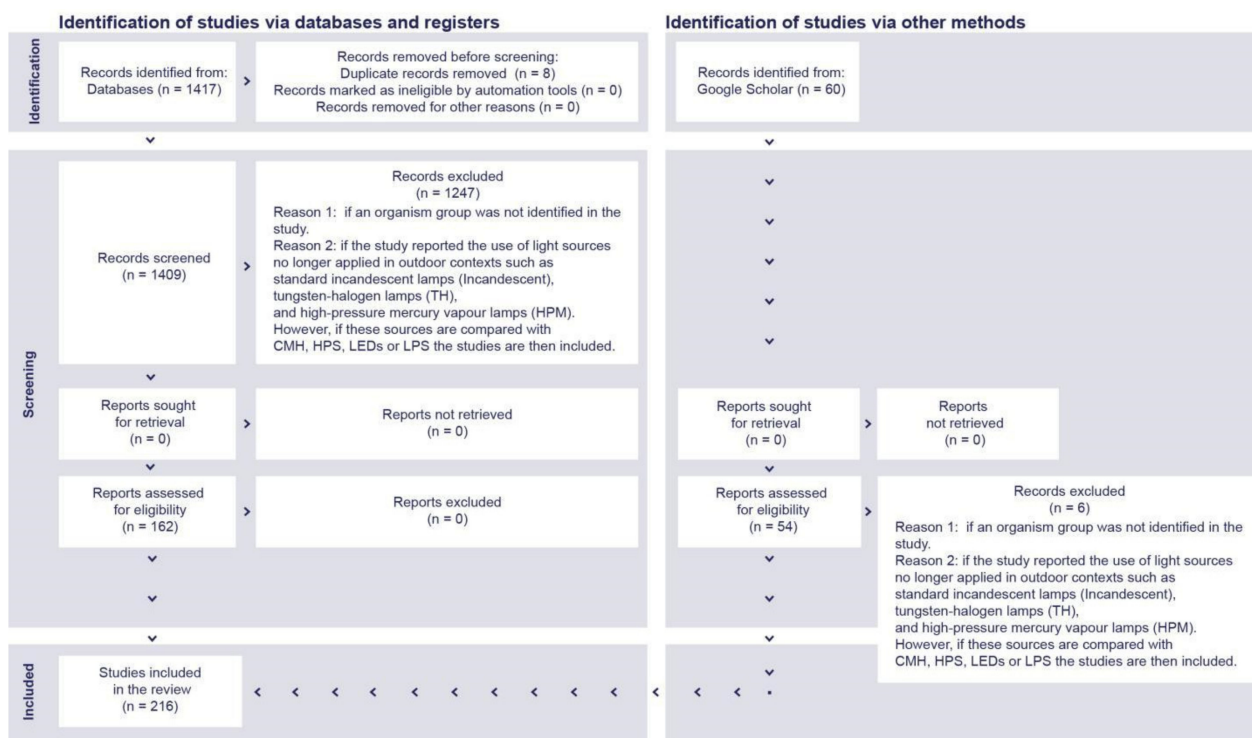 Identification of studies via databases and registers
Identification of studies via other methods
Identification
Records identified from:
Databases (n = 1417)
>
Records removed before screening:
Duplicate records removed (n = 8)
Records marked as ineligible by automation tools (n = 0)
Records removed for other reasons (n = 0)
Records identified from:
Google Scholar (n = 60)
Screening
Records screened
(n = 1409)
>
Records excluded
(n = 1247)
Reason 1: if an organism group was not identified in the
study.
Reason 2: if the study reported the use of light sources
no longer applied in outdoor contexts such as
standard incandescent lamps (Incandescent),
tungsten-halogen lamps (TH),
and high-pressure mercury vapour lamps (HPM).
However, if these sources are compared with
CMH, HPS, LEDs or LPS the studies are then included.
Reports sought
for retrieval
(n = 0)
>
Reports not retrieved
(n = 0)
Reports sought
for retrieval
(n = 0)
>
Reports
not retrieved
(n = 0)
Reports assessed
for eligibility
(n = 162)
>
Reports excluded
(n = 0)
Reports assessed
for eligibility
(n = 54)
>
Records excluded
(n = 6)
Reason 1: if an organism group was not identified in the
study.
Reason 2: if the study reported the use of light sources
no longer applied in outdoor contexts such as
standard incandescent lamps (Incandescent),
tungsten-halogen lamps (TH),
and high-pressure mercury vapour lamps (HPM).
However, if these sources are compared with
CMH, HPS, LEDs or LPS the studies are then included.
Included
Studies included
in the review
(n = 216)
< < < < < < < < < < < < < .